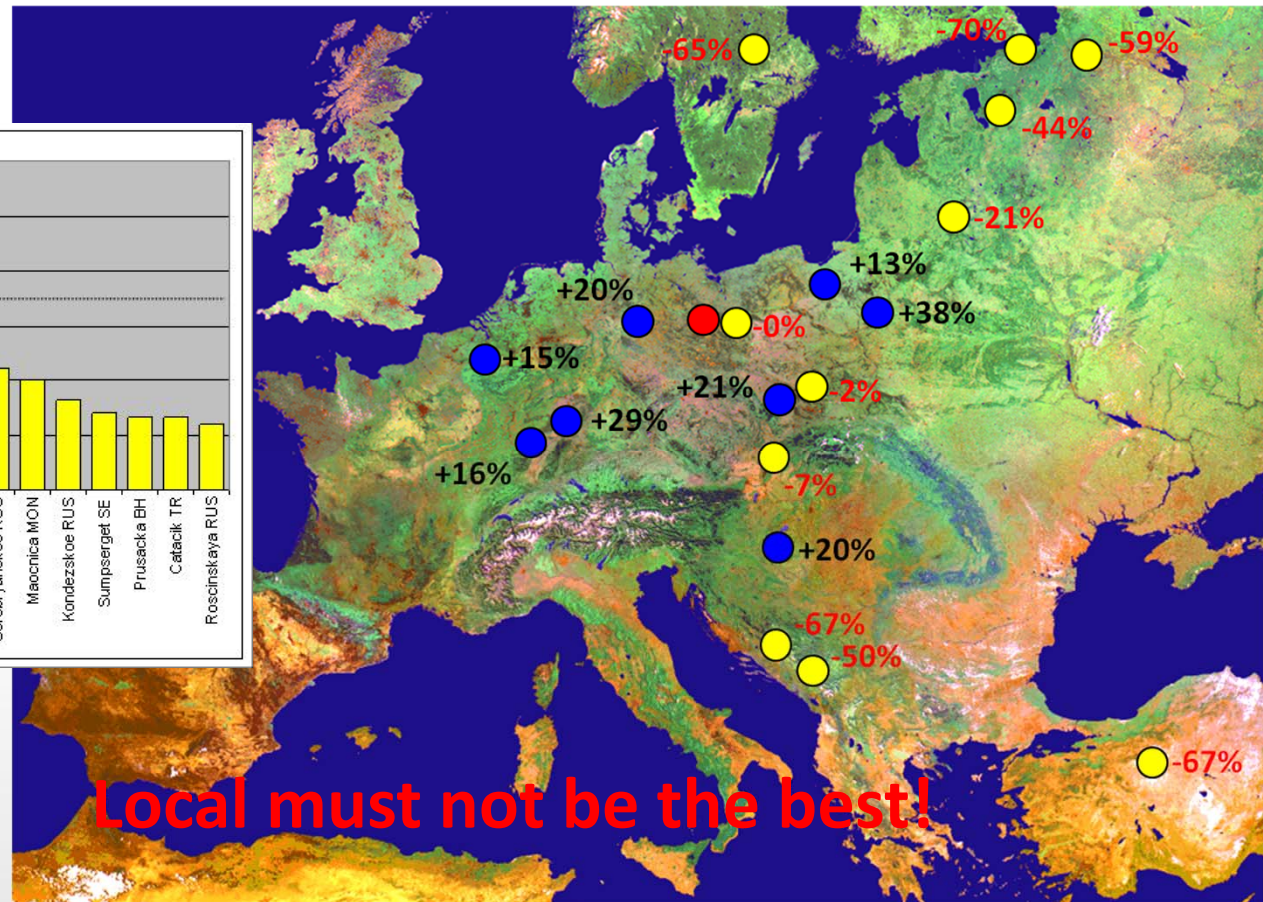 -65%
-70%
-59%
-44%
-21%
+13%
+20%
+38%
-0%
+15%
+21%
-2%
+29%
+16%
-7%
+20%
-67%
-50%
-67%
Maocnica MON
Kondezskoe RUS
Sumpserget SE
Prusacka BH
Catacik TR
Roscinskaya RUS
Local must not be the best!